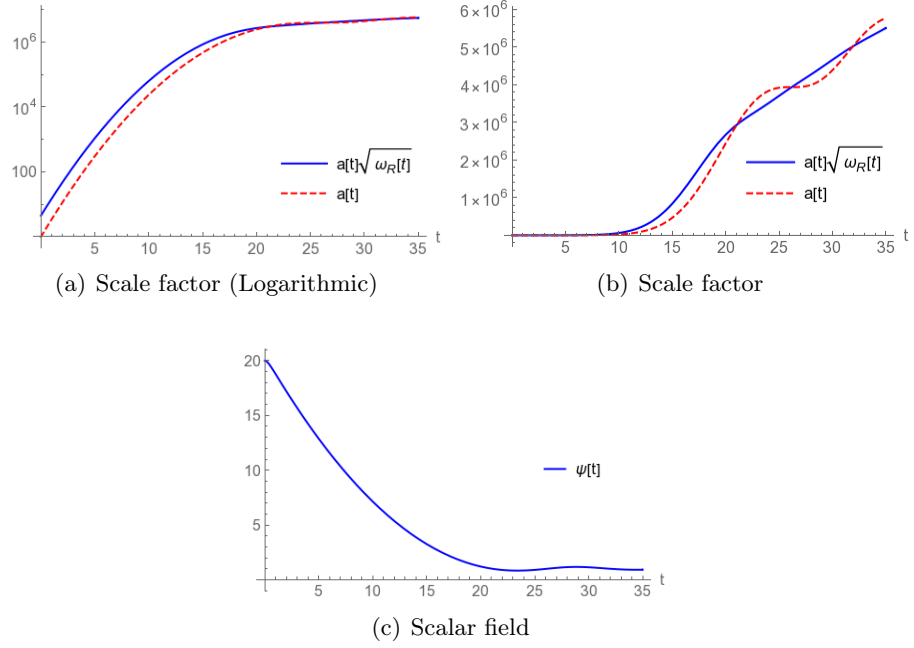 10^6
10^4
100
5 10 15 20 25 30 35 t
a[t]√ω_R[t]
a[t]
(a) Scale factor (Logarithmic)
6×10^6
5×10^6
4×10^6
3×10^6
2×10^6
1×10^6
5 10 15 20 25 30 35 t
a[t]√ω_R[t]
a[t]
(b) Scale factor
20
15
10
5
5 10 15 20 25 30 35 t
ψ[t]
(c) Scalar field